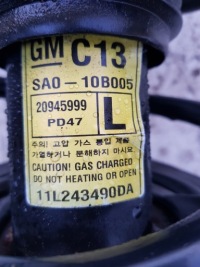 GM C13
SA0-10B005
20945999
PD47
L
주의! 고압 가스 봉입 제품
가열하거나 분해하지 마시오
CAUTION! GAS CHARGED
DO NOT HEATING OR OPEN
11L243490DA